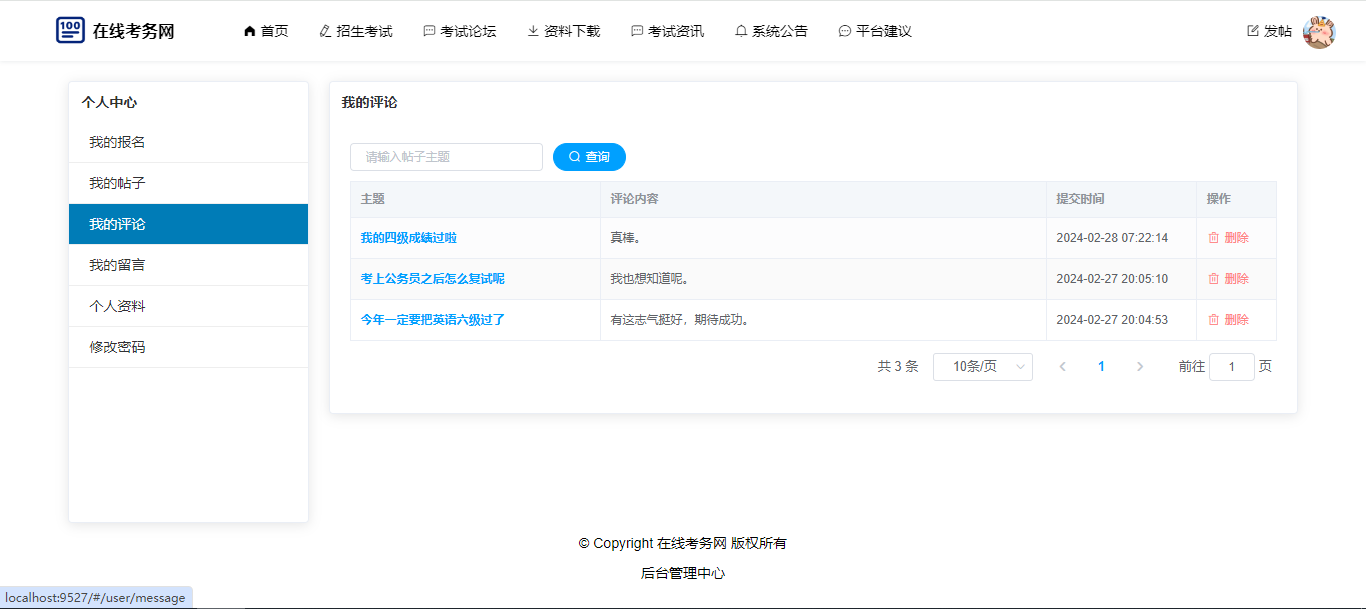 100 在线考务网 首页 招生考试 考试论坛 资料下载 考试资讯 系统公告 平台建议 发帖
个人中心
我的报名
我的帖子
我的评论
我的留言
个人资料
修改密码
我的评论
请输入帖子主题 查询
主题 评论内容 提交时间 操作
我的四级成绩过啦 真棒。 2024-02-28 07:22:14 删除
考上公务员之后怎么复试呢 我也想知道呢。 2024-02-27 20:05:10 删除
今年一定要把英语六级过了 有这志气挺好，期待成功。 2024-02-27 20:04:53 删除
共 3 条 10条/页 1 前往 1 页
© Copyright 在线考务网 版权所有
后台管理中心
localhost:9527/#/user/message